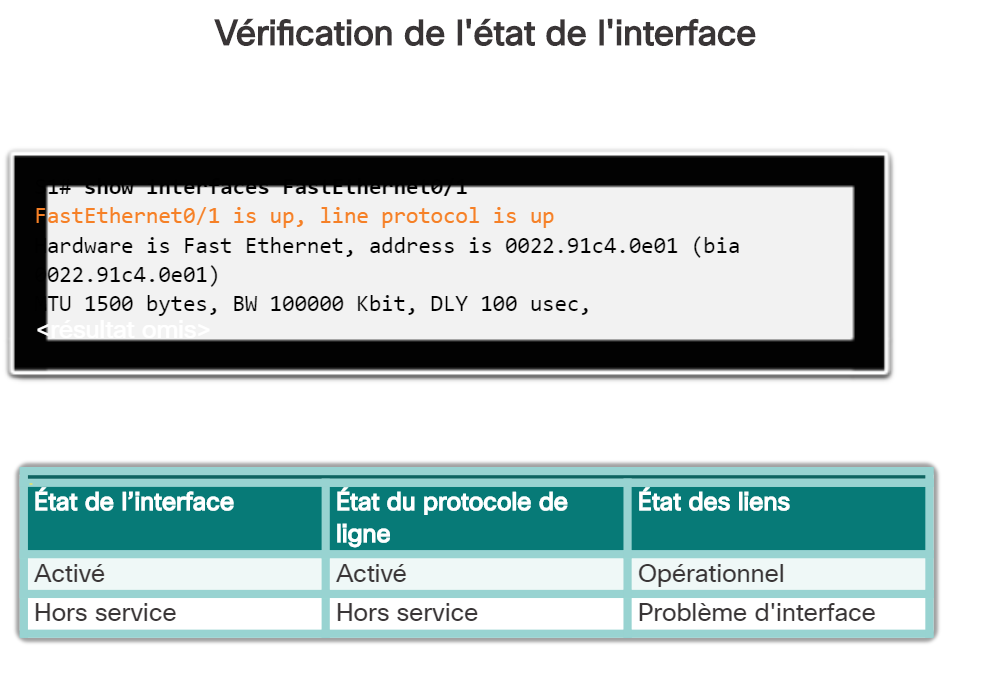 Vérification de l'état de l'interface
1# show interfaces FastEthernet0/1
FastEthernet0/1 is up, line protocol is up
ardware is Fast Ethernet, address is 0022.91c4.0e01 (bia
022.91c4.0e01)
TU 1500 bytes, BW 100000 Kbit, DLY 100 usec,
<résultat omis>
État de l’interface
État du protocole de
ligne
État des liens
Activé
Activé
Opérationnel
Hors service
Hors service
Problème d'interface